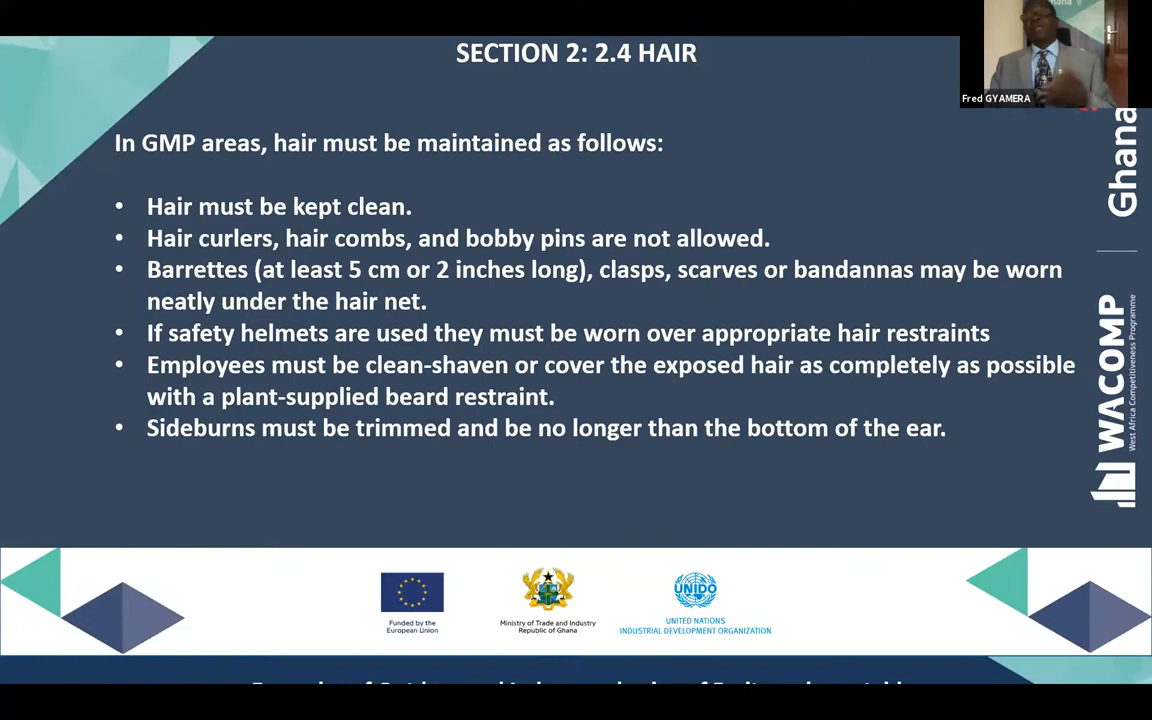 SECTION 2: 2.4 HAIR
Fred GYAMERA
In GMP areas, hair must be maintained as follows:
• Hair must be kept clean.
• Hair curlers, hair combs, and bobby pins are not allowed.
• Barrettes (at least 5 cm or 2 inches long), clasps, scarves or bandannas may be worn
neatly under the hair net.
• If safety helmets are used they must be worn over appropriate hair restraints
• Employees must be clean-shaven or cover the exposed hair as completely as possible
with a plant-supplied beard restraint.
• Sideburns must be trimmed and be no longer than the bottom of the ear.
Ghana
WACOMP
West Africa Competitiveness Programme
Funded by the
European Union
Ministry of Trade and Industry
Republic of Ghana
UNIDO
UNITED NATIONS
INDUSTRIAL DEVELOPMENT ORGANIZATION